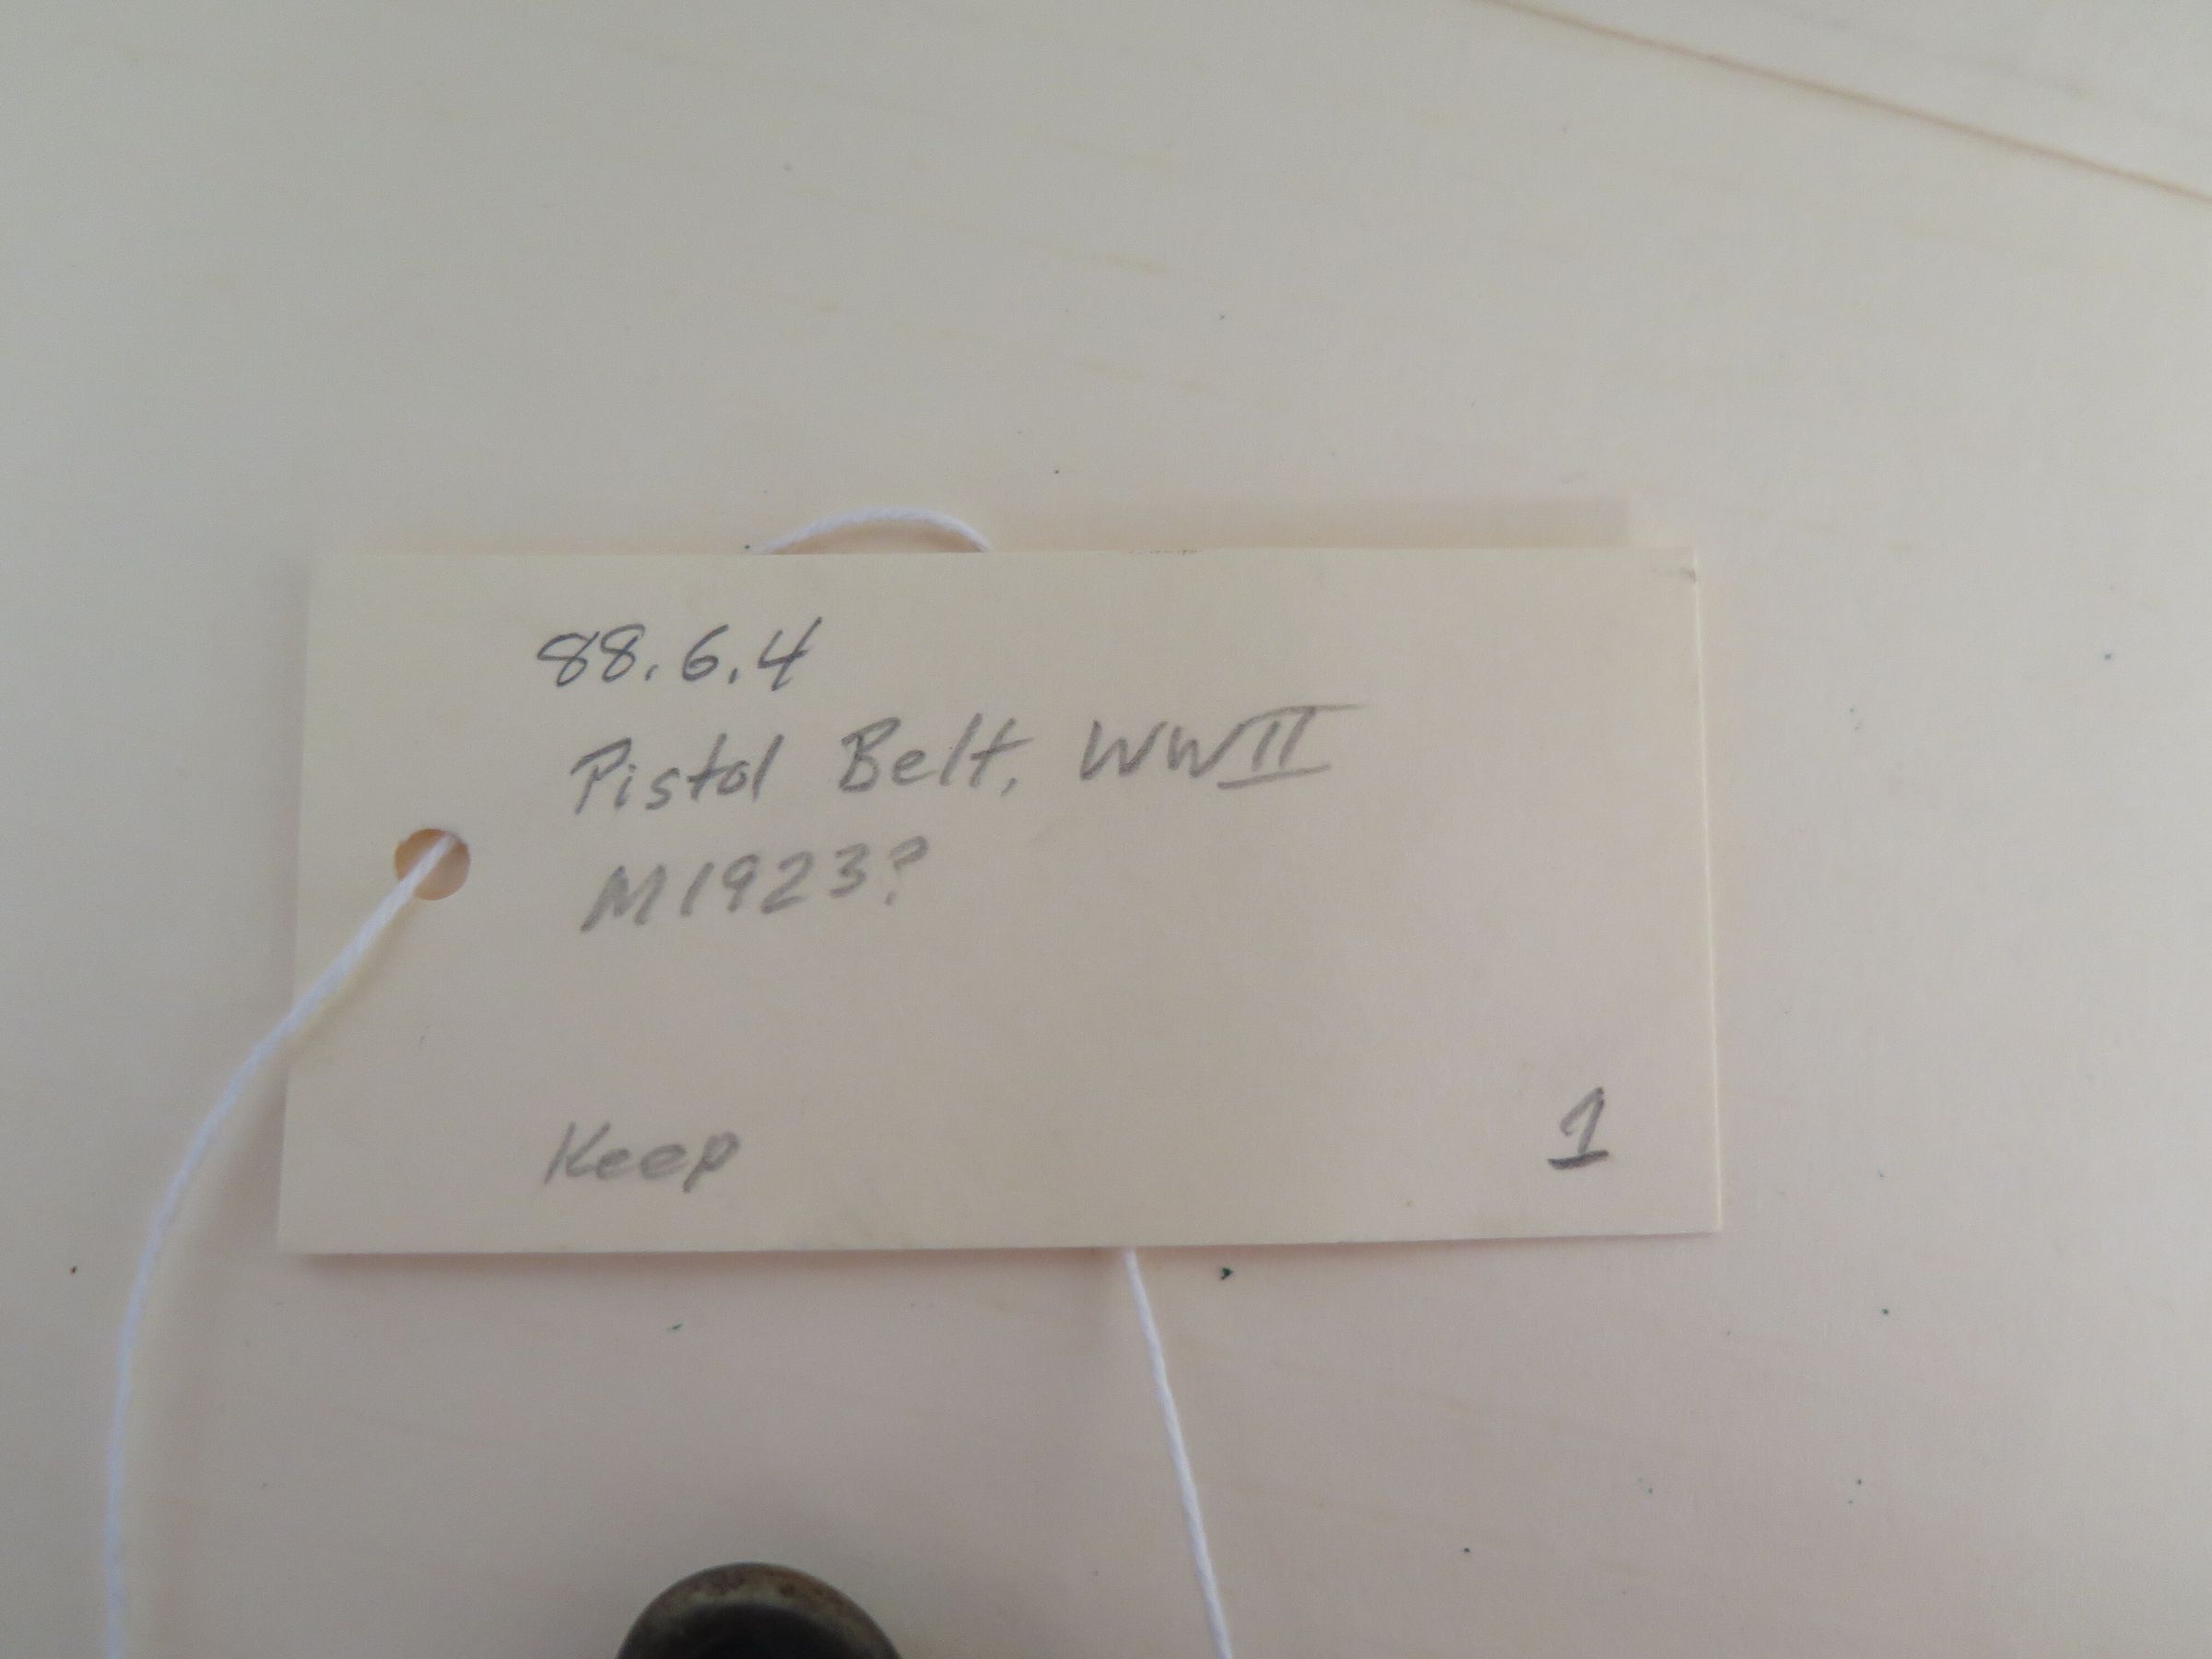 88.6.4
Pistol Belt, WWII
M1923?
Keep
1